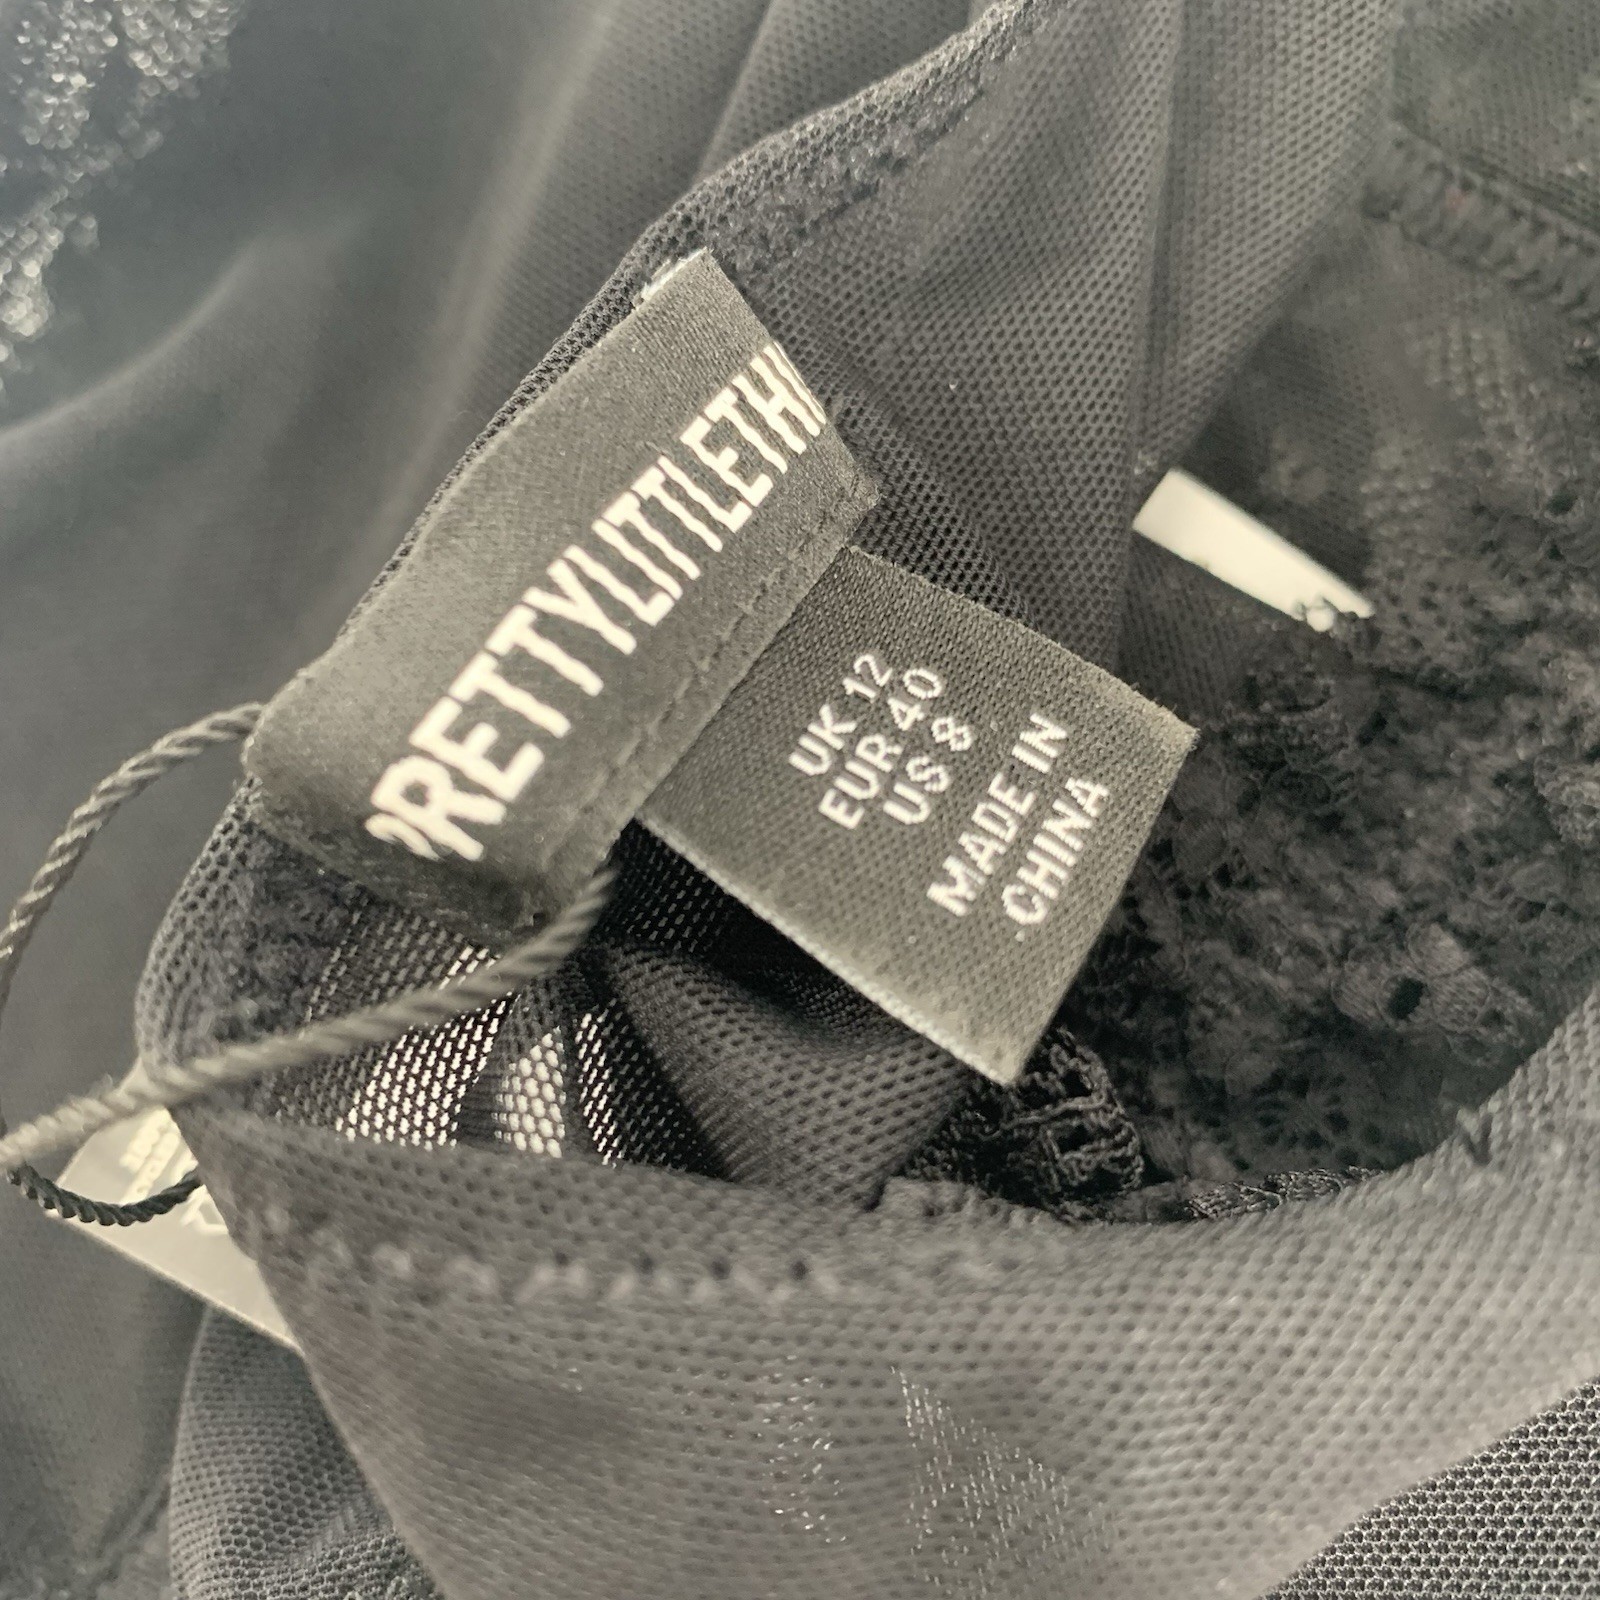 PRETTYLITTLETHI
UK 12
EUR 40
US 8
MADE IN
CHINA